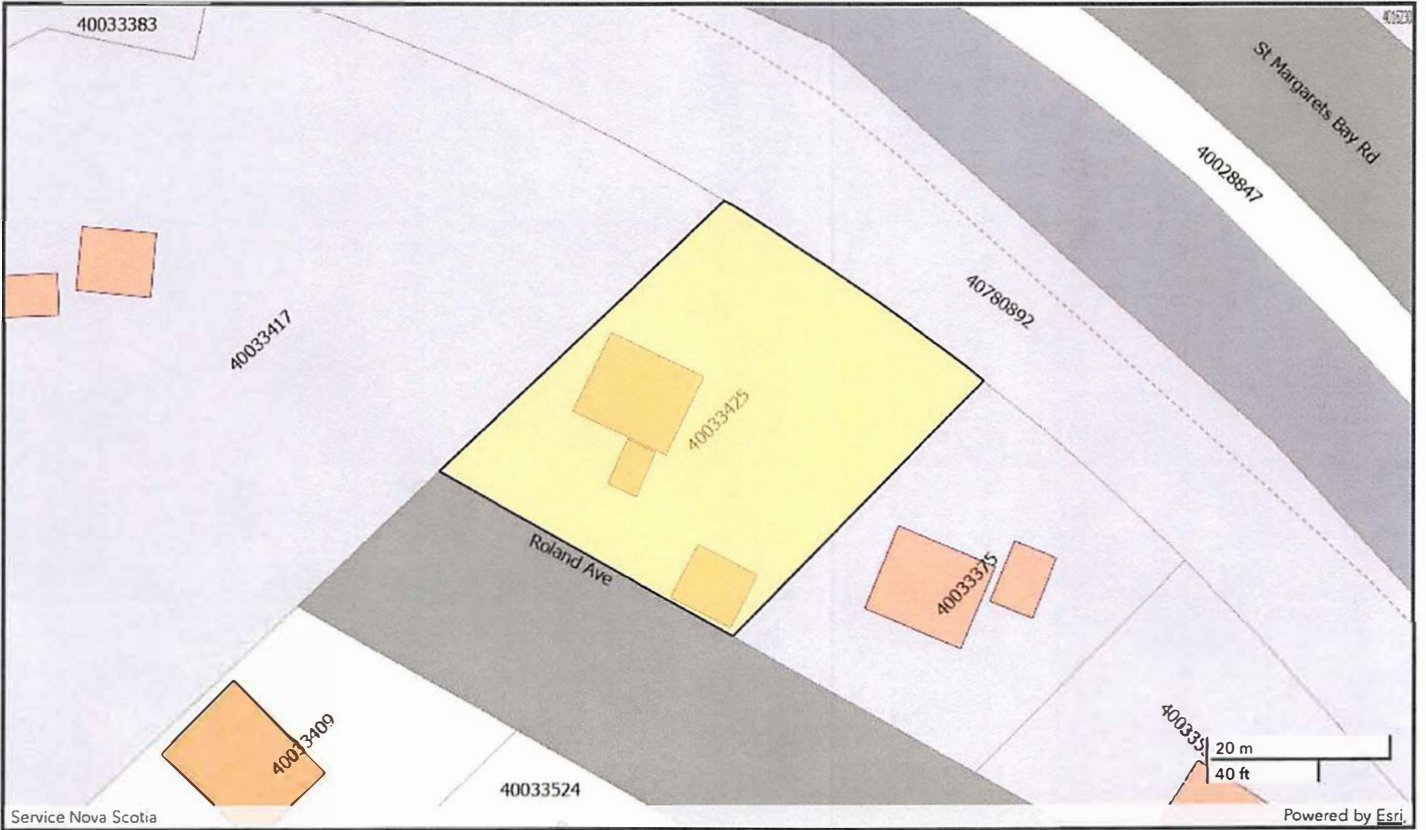 40033383
St Margarets Bay Rd
40028847
40780892
40033417
40033425
Roland Ave
40033375
40033409
40033524
20 m
40 ft
Service Nova Scotia
Powered by Esri.